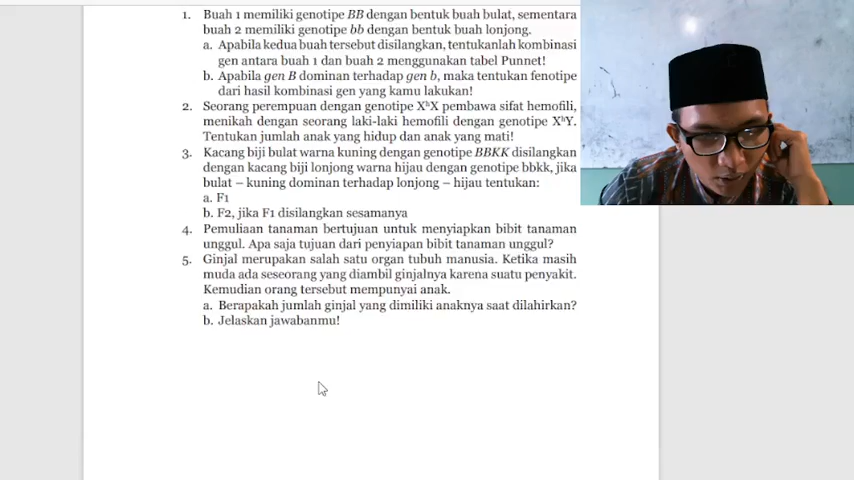 1. Buah 1 memiliki genotipe BB dengan bentuk buah bulat, sementara
buah 2 memiliki genotipe bb dengan bentuk buah lonjong.
a. Apabila kedua buah tersebut disilangkan, tentukanlah kombinasi
gen antara buah 1 dan buah 2 menggunakan tabel Punnet!
b. Apabila gen B dominan terhadap gen b, maka tentukan fenotipe
dari hasil kombinasi gen yang kamu lakukan!
2. Seorang perempuan dengan genotipe XʰX pembawa sifat hemofili,
menikah dengan seorang laki-laki hemofili dengan genotipe XʰY.
Tentukan jumlah anak yang hidup dan anak yang mati!
3. Kacang biji bulat warna kuning dengan genotipe BBKK disilangkan
dengan kacang biji lonjong warna hijau dengan genotipe bbkk, jika
bulat – kuning dominan terhadap lonjong – hijau tentukan:
a. F1
b. F2, jika F1 disilangkan sesamanya
4. Pemuliaan tanaman bertujuan untuk menyiapkan bibit tanaman
unggul. Apa saja tujuan dari penyiapan bibit tanaman unggul?
5. Ginjal merupakan salah satu organ tubuh manusia. Ketika masih
muda ada seseorang yang diambil ginjalnya karena suatu penyakit.
Kemudian orang tersebut mempunyai anak.
a. Berapakah jumlah ginjal yang dimiliki anaknya saat dilahirkan?
b. Jelaskan jawabanmu!